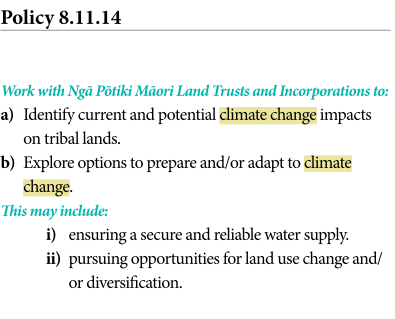 Policy 8.11.14
Work with Ngā Pōtiki Māori Land Trusts and Incorporations to:
a) Identify current and potential climate change impacts
on tribal lands.
b) Explore options to prepare and/or adapt to climate
change.
This may include:
i) ensuring a secure and reliable water supply.
ii) pursuing opportunities for land use change and/
or diversification.